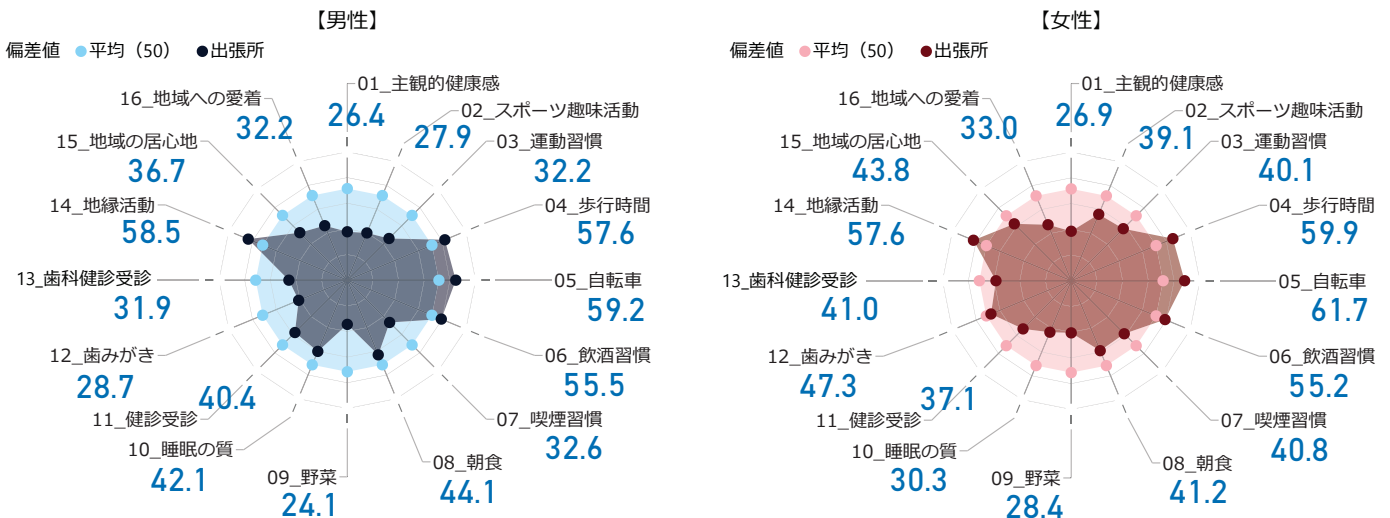 【男性】
偏差値 ●平均（50） ●出張所
01_主観的健康感
26.4
02_スポーツ趣味活動
27.9
03_運動習慣
32.2
04_歩行時間
57.6
05_自転車
59.2
06_飲酒習慣
55.5
07_喫煙習慣
32.6
08_朝食
44.1
09_野菜
24.1
10_睡眠の質
42.1
11_健診受診
40.4
12_歯みがき
28.7
13_歯科健診受診
31.9
14_地縁活動
58.5
15_地域の居心地
36.7
16_地域への愛着
32.2
【女性】
偏差値 ●平均（50） ●出張所
01_主観的健康感
26.9
02_スポーツ趣味活動
39.1
03_運動習慣
40.1
04_歩行時間
59.9
05_自転車
61.7
06_飲酒習慣
55.2
07_喫煙習慣
40.8
08_朝食
41.2
09_野菜
28.4
10_睡眠の質
30.3
11_健診受診
37.1
12_歯みがき
47.3
13_歯科健診受診
41.0
14_地縁活動
57.6
15_地域の居心地
43.8
16_地域への愛着
33.0